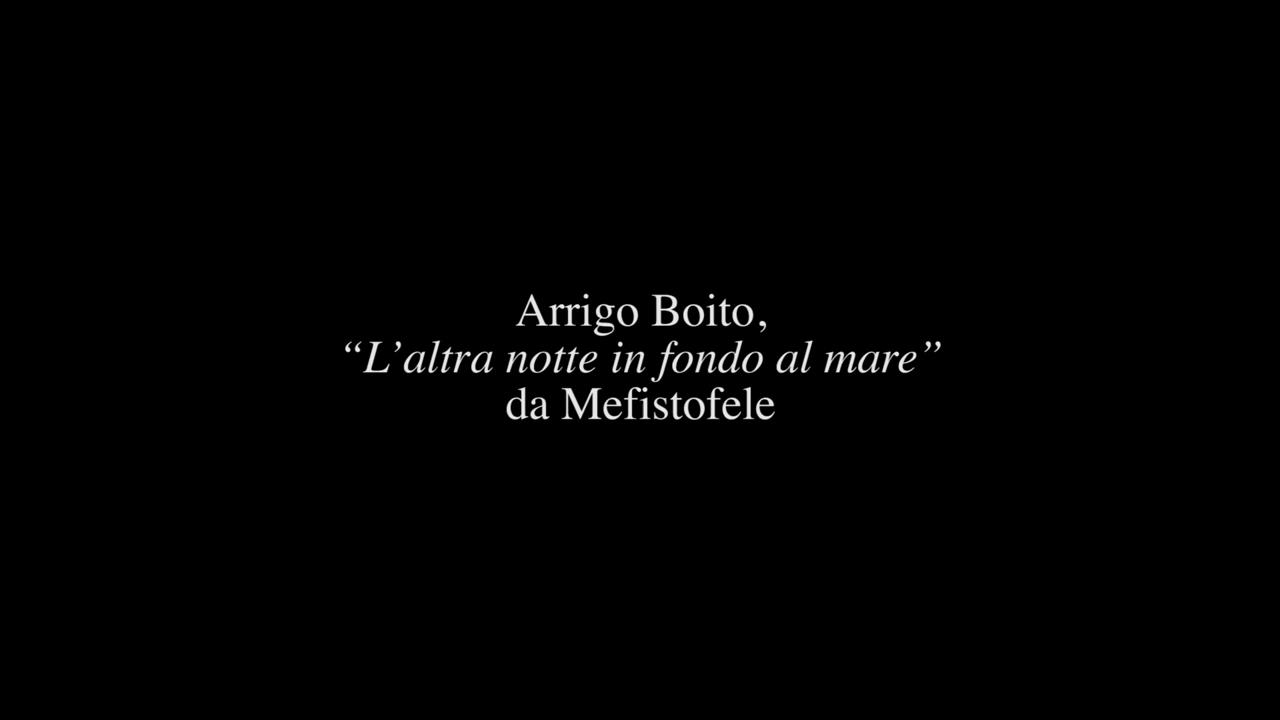 Arrigo Boito,
“L’altra notte in fondo al mare”
da Mefistofele